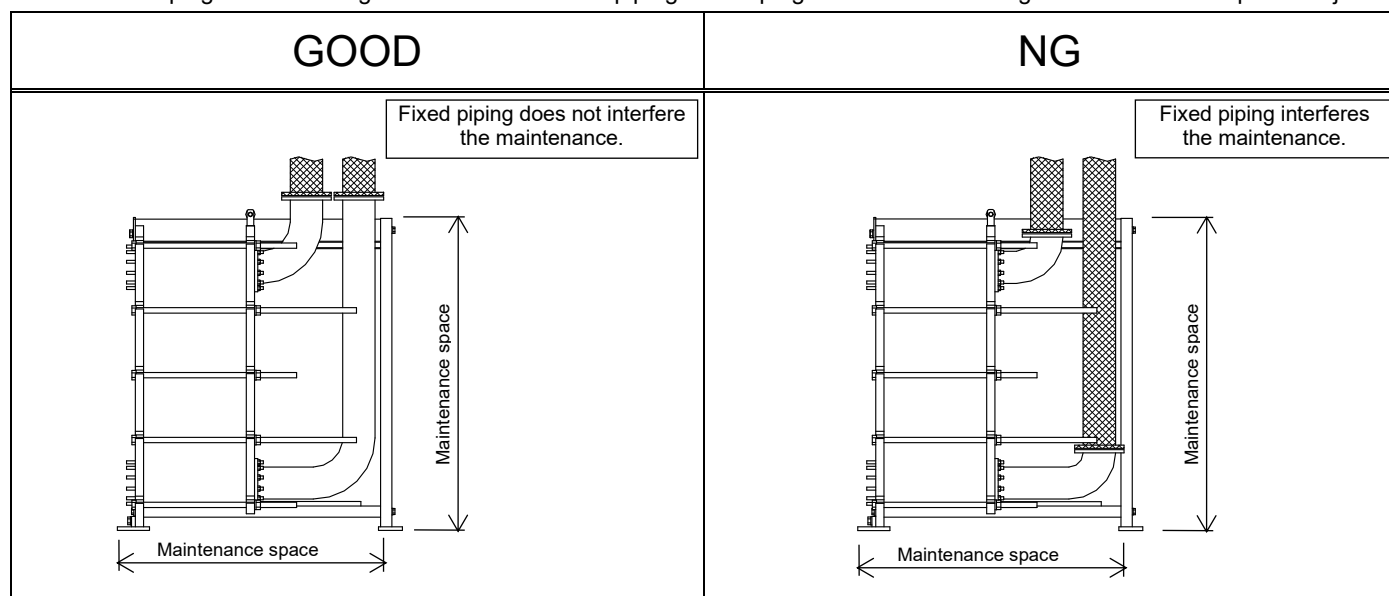 GOOD
NG
Fixed piping does not interfere
the maintenance.
Fixed piping interferes
the maintenance.
Maintenance space
Maintenance space
Maintenance space
Maintenance space